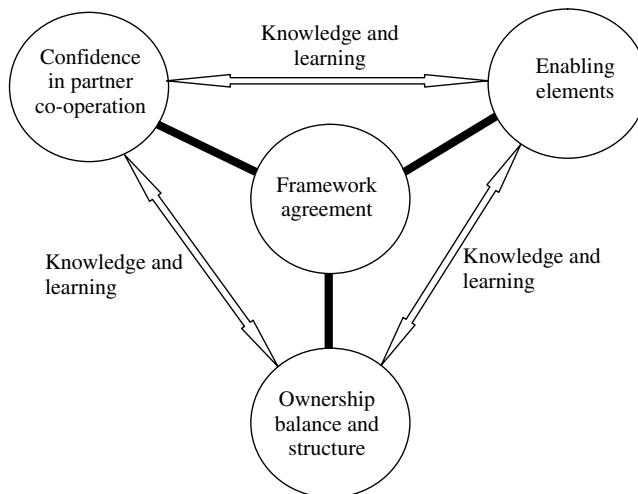 Knowledge and
learning
Confidence
in partner
co-operation
Enabling
elements
Framework
agreement
Knowledge and
learning
Knowledge and
learning
Ownership
balance and
structure